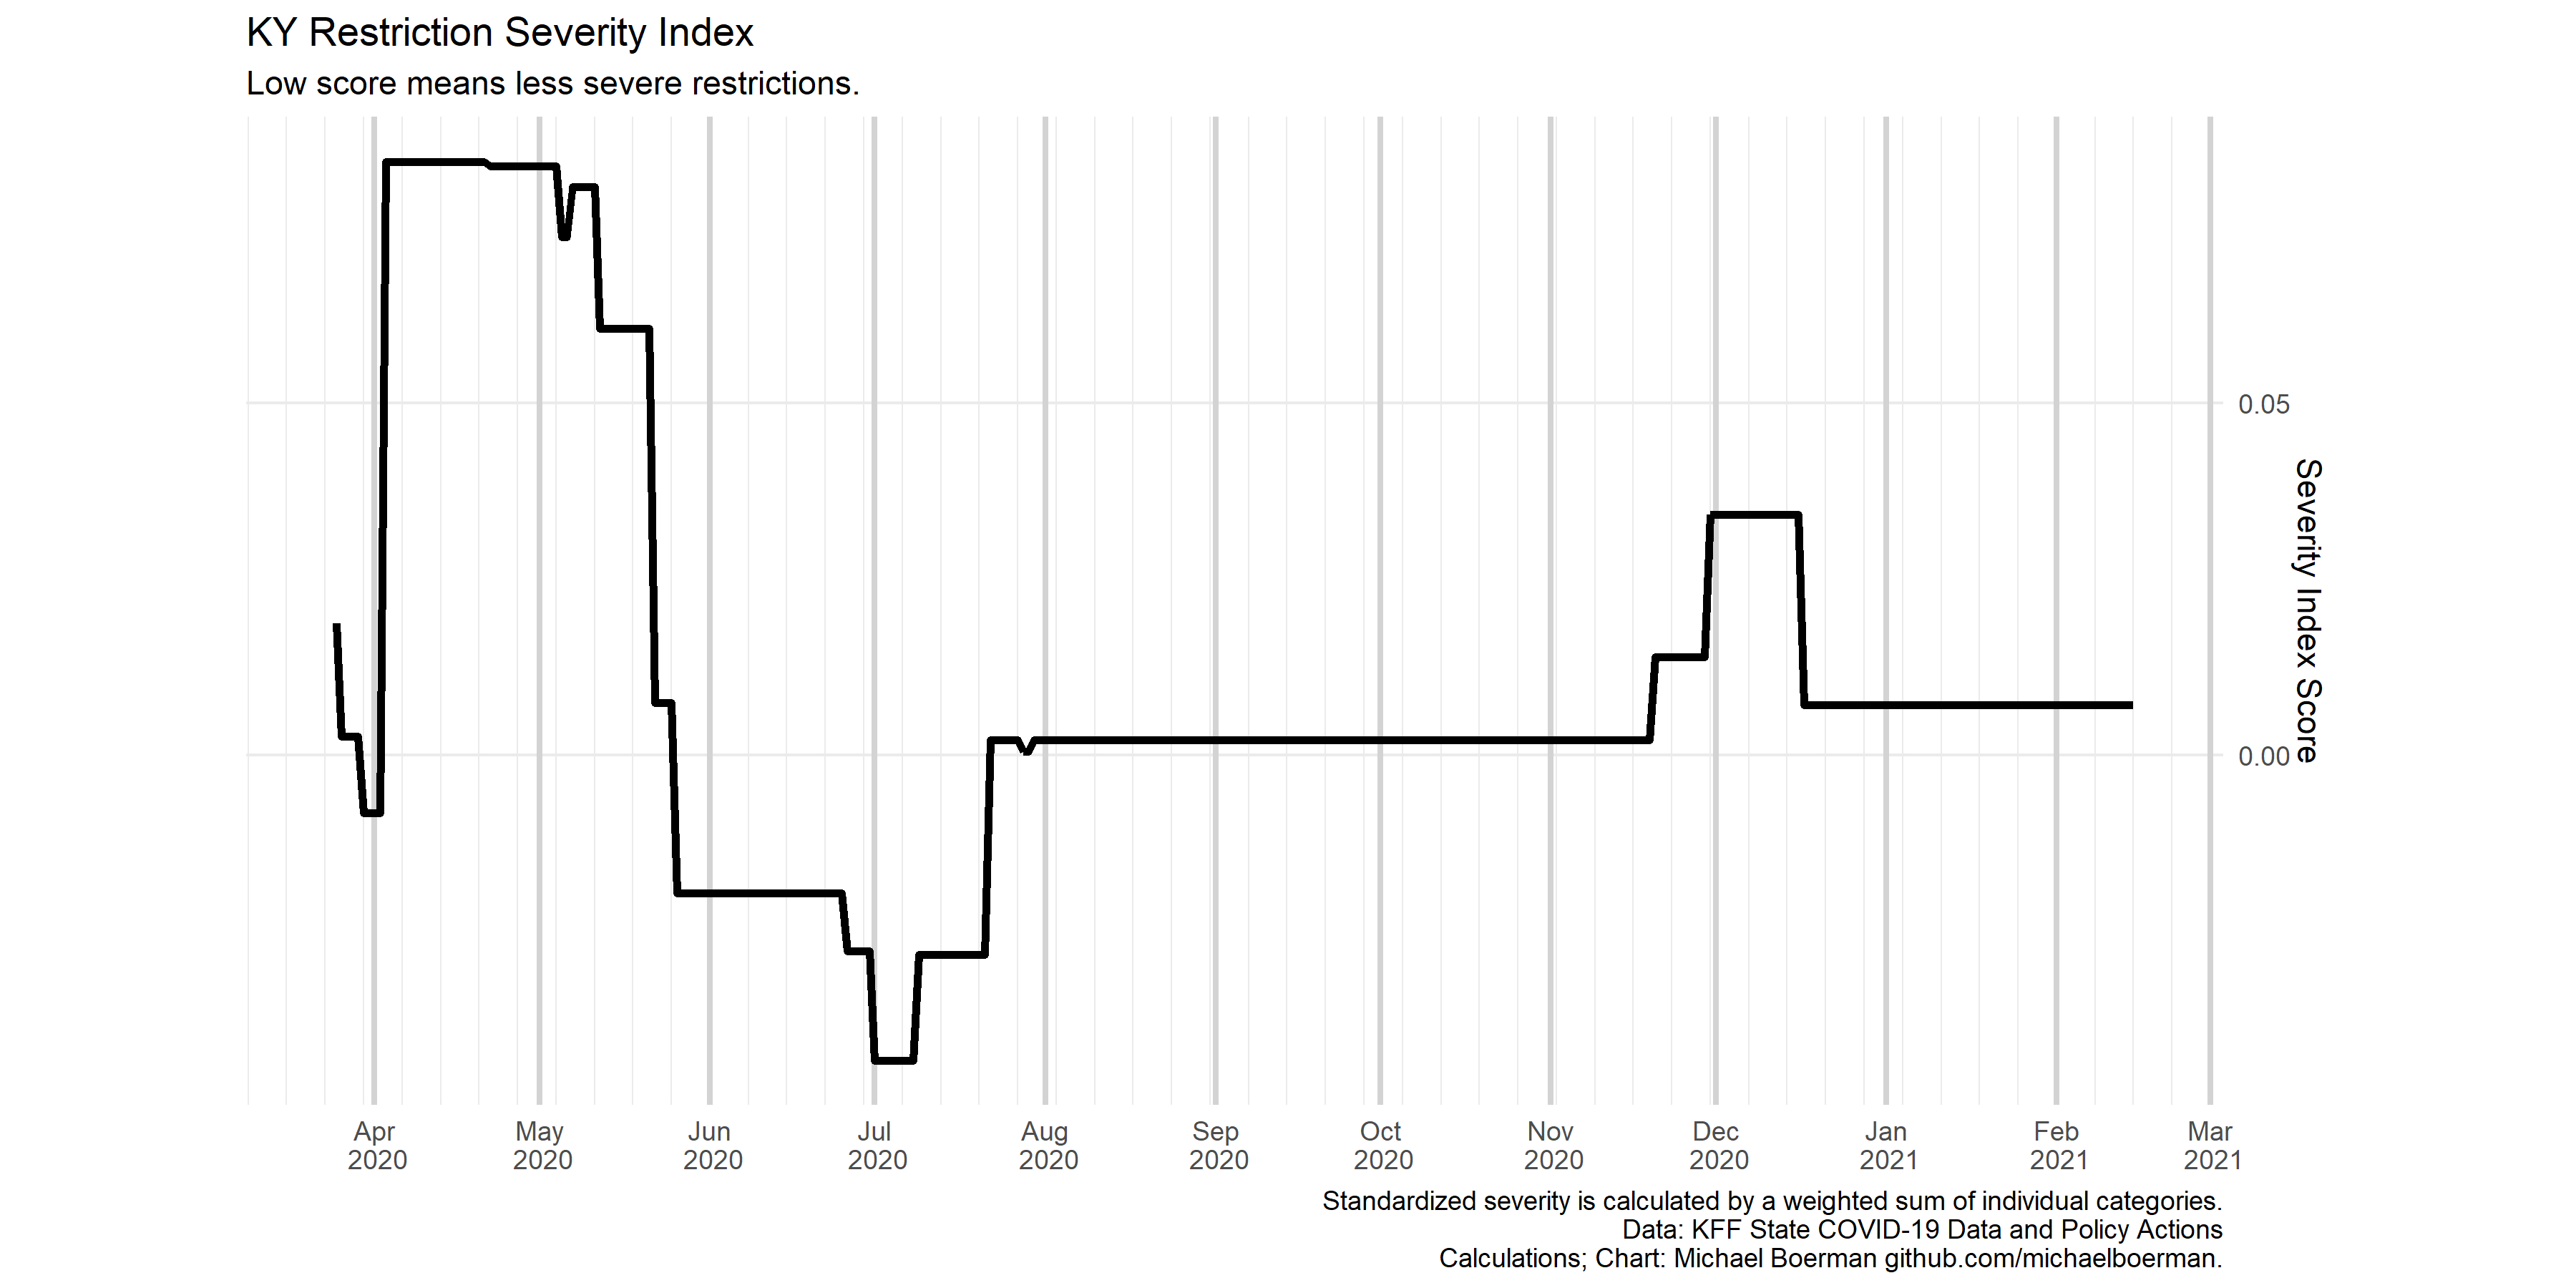 KY Restriction Severity Index
Low score means less severe restrictions.
0.05
0.00
Severity Index Score
Apr May Jun Jul Aug Sep Oct Nov Dec Jan Feb Mar
2020 2020 2020 2020 2020 2020 2020 2020 2020 2021 2021 2021
Standardized severity is calculated by a weighted sum of individual categories.
Data: KFF State COVID-19 Data and Policy Actions
Calculations; Chart: Michael Boerman github.com/michaelboerman.